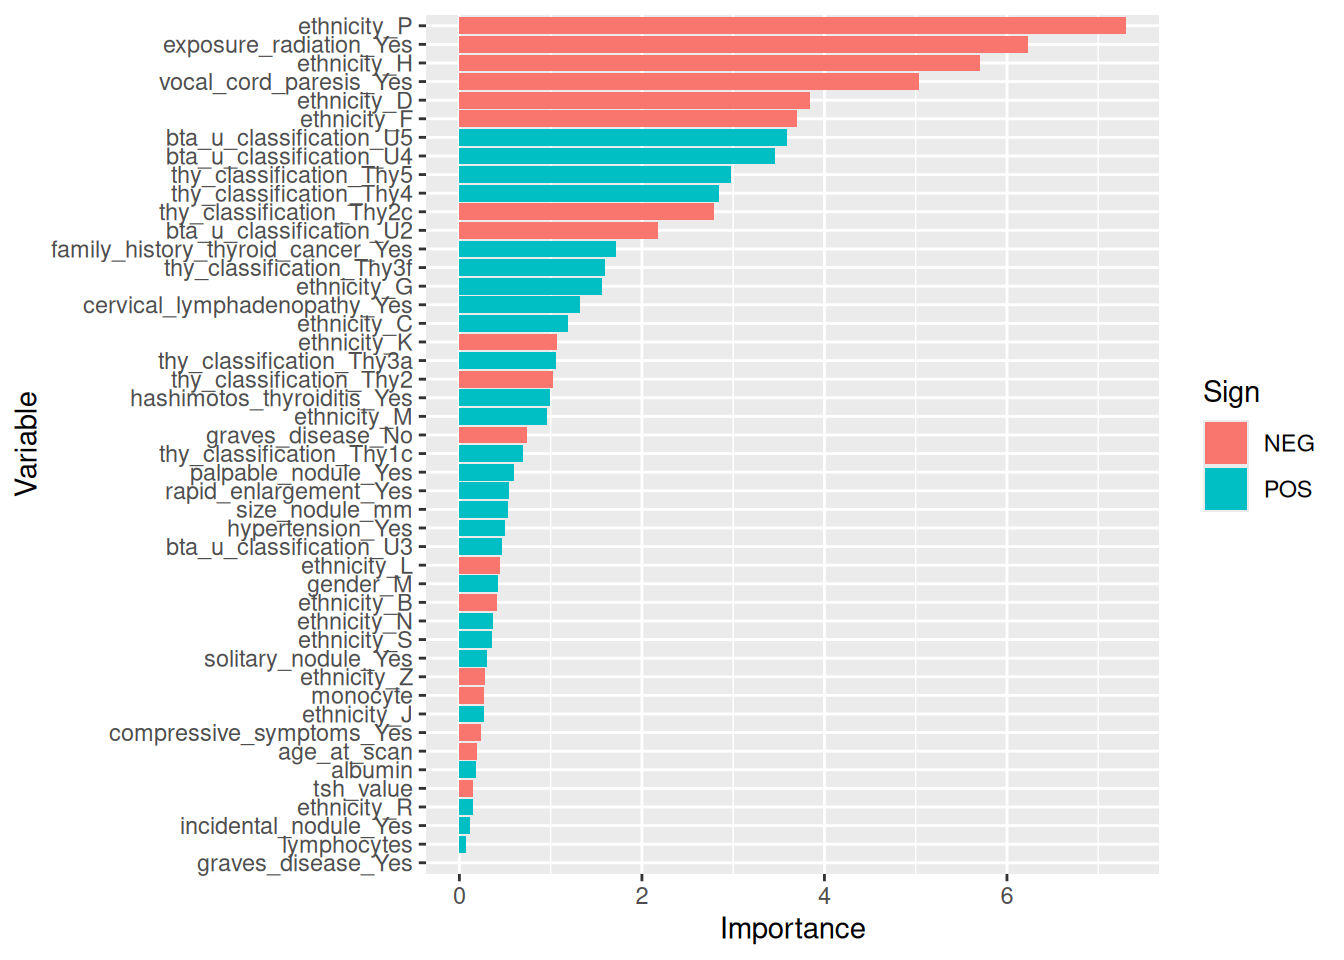 ethnicity_P
exposure_radiation_Yes
ethnicity_H
vocal_cord_paresis_Yes
ethnicity_D
ethnicity_F
bta_u_classification_U5
bta_u_classification_U4
thy_classification_Thy5
thy_classification_Thy4
thy_classification_Thy2c
bta_u_classification_U2
family_history_thyroid_cancer_Yes
thy_classification_Thy3f
ethnicity_G
cervical_lymphadenopathy_Yes
ethnicity_C
ethnicity_K
thy_classification_Thy3a
thy_classification_Thy2
hashimotos_thyroiditis_Yes
ethnicity_M
graves_disease_No
thy_classification_Thy1c
palpable_nodule_Yes
rapid_enlargement_Yes
size_nodule_mm
hypertension_Yes
bta_u_classification_U3
ethnicity_L
gender_M
ethnicity_B
ethnicity_N
ethnicity_S
solitary_nodule_Yes
ethnicity_Z
monocyte
ethnicity_J
compressive_symptoms_Yes
age_at_scan
albumin
tsh_value
ethnicity_R
incidental_nodule_Yes
lymphocytes
graves_disease_Yes
0 2 4 6
Importance
Variable
Sign
NEG
POS